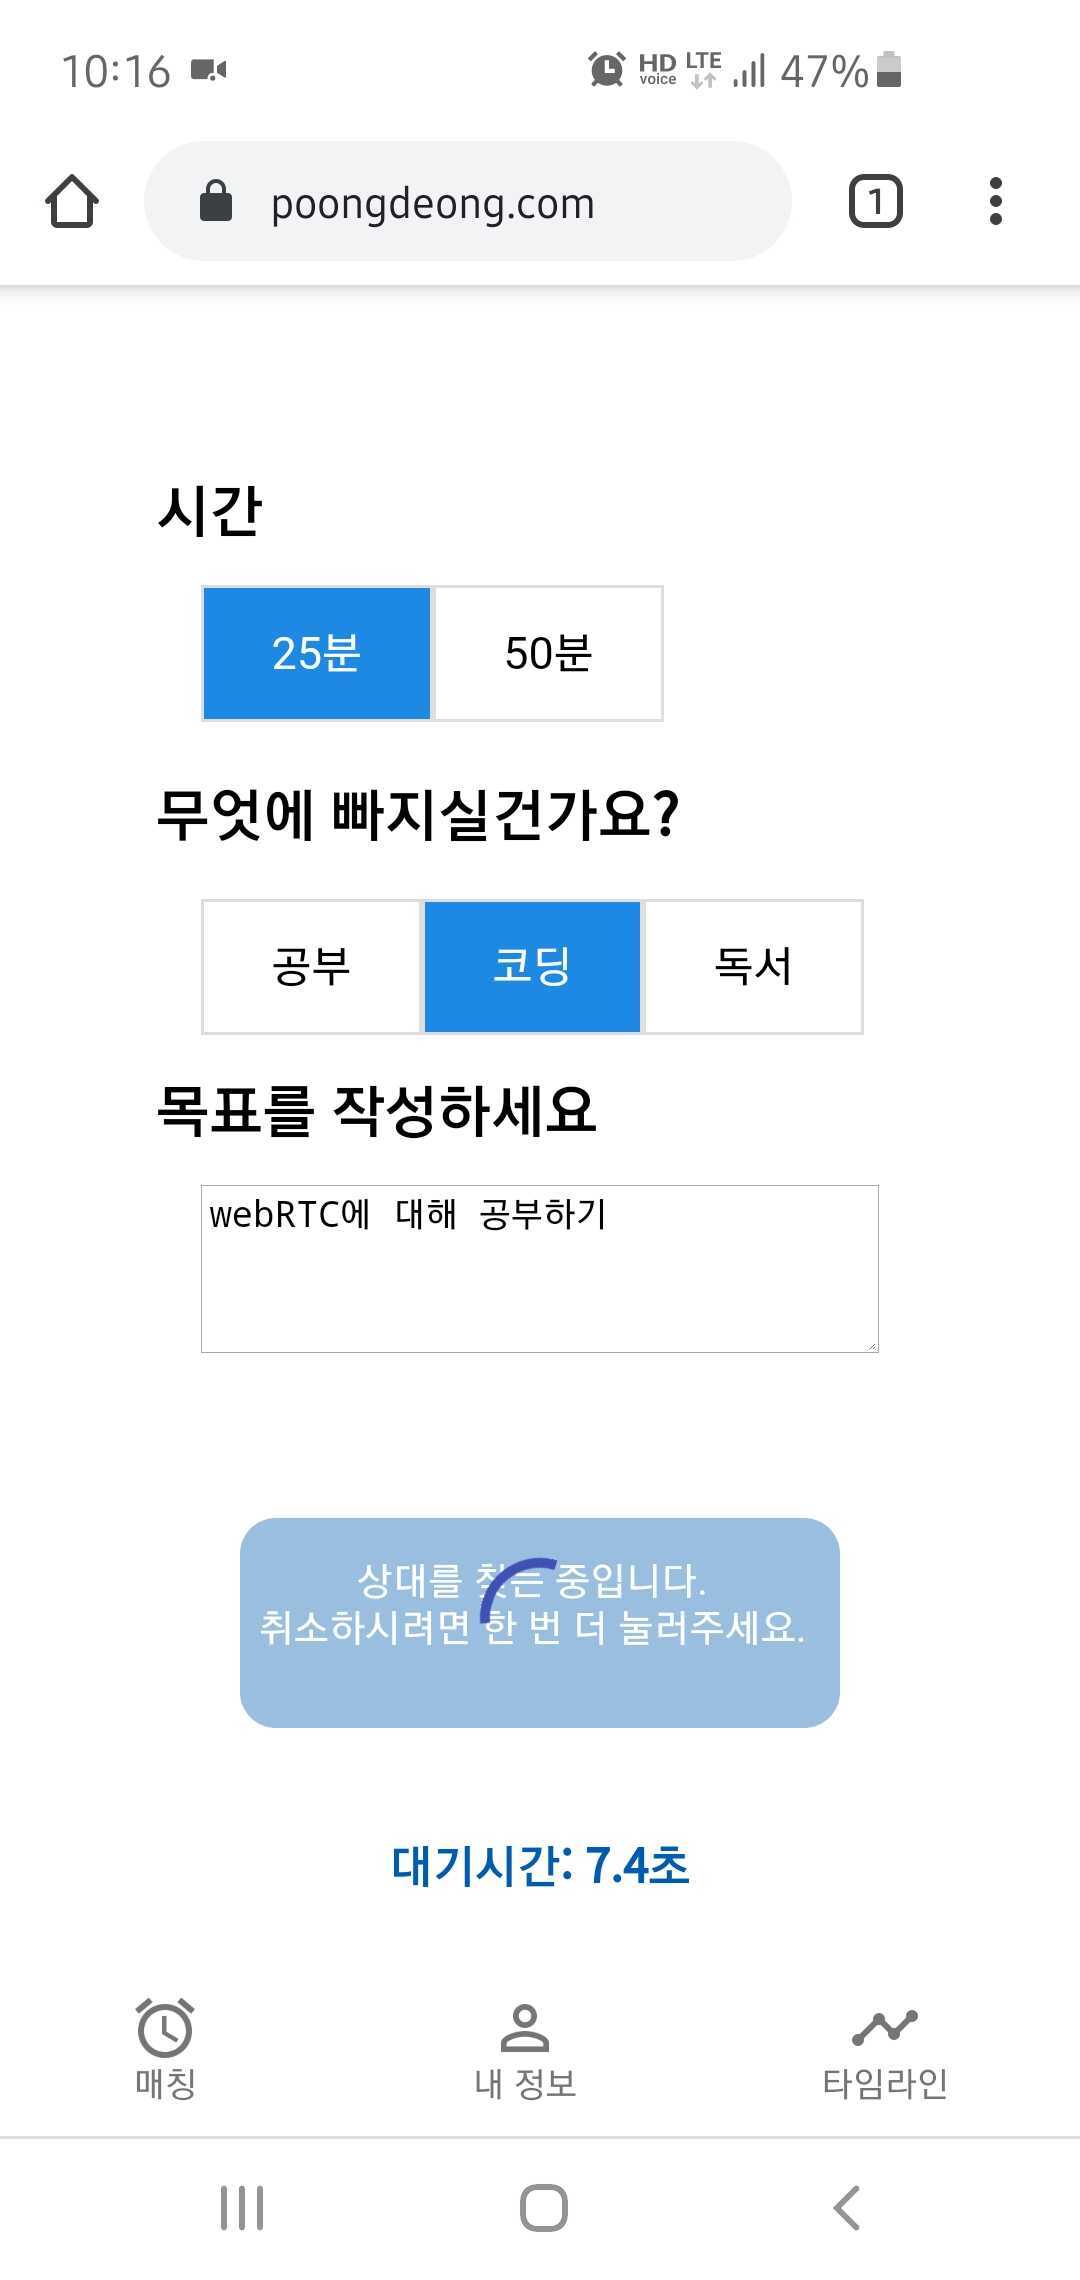 10:16 HD voice LTE 47%
poongdeong.com 1
시간
25분 50분
무엇에 빠지실건가요?
공부 코딩 독서
목표를 작성하세요
webRTC에 대해 공부하기
상대를 찾는 중입니다.
취소하시려면 한 번 더 눌러주세요.
대기시간: 7.4초
매칭 내 정보 타임라인